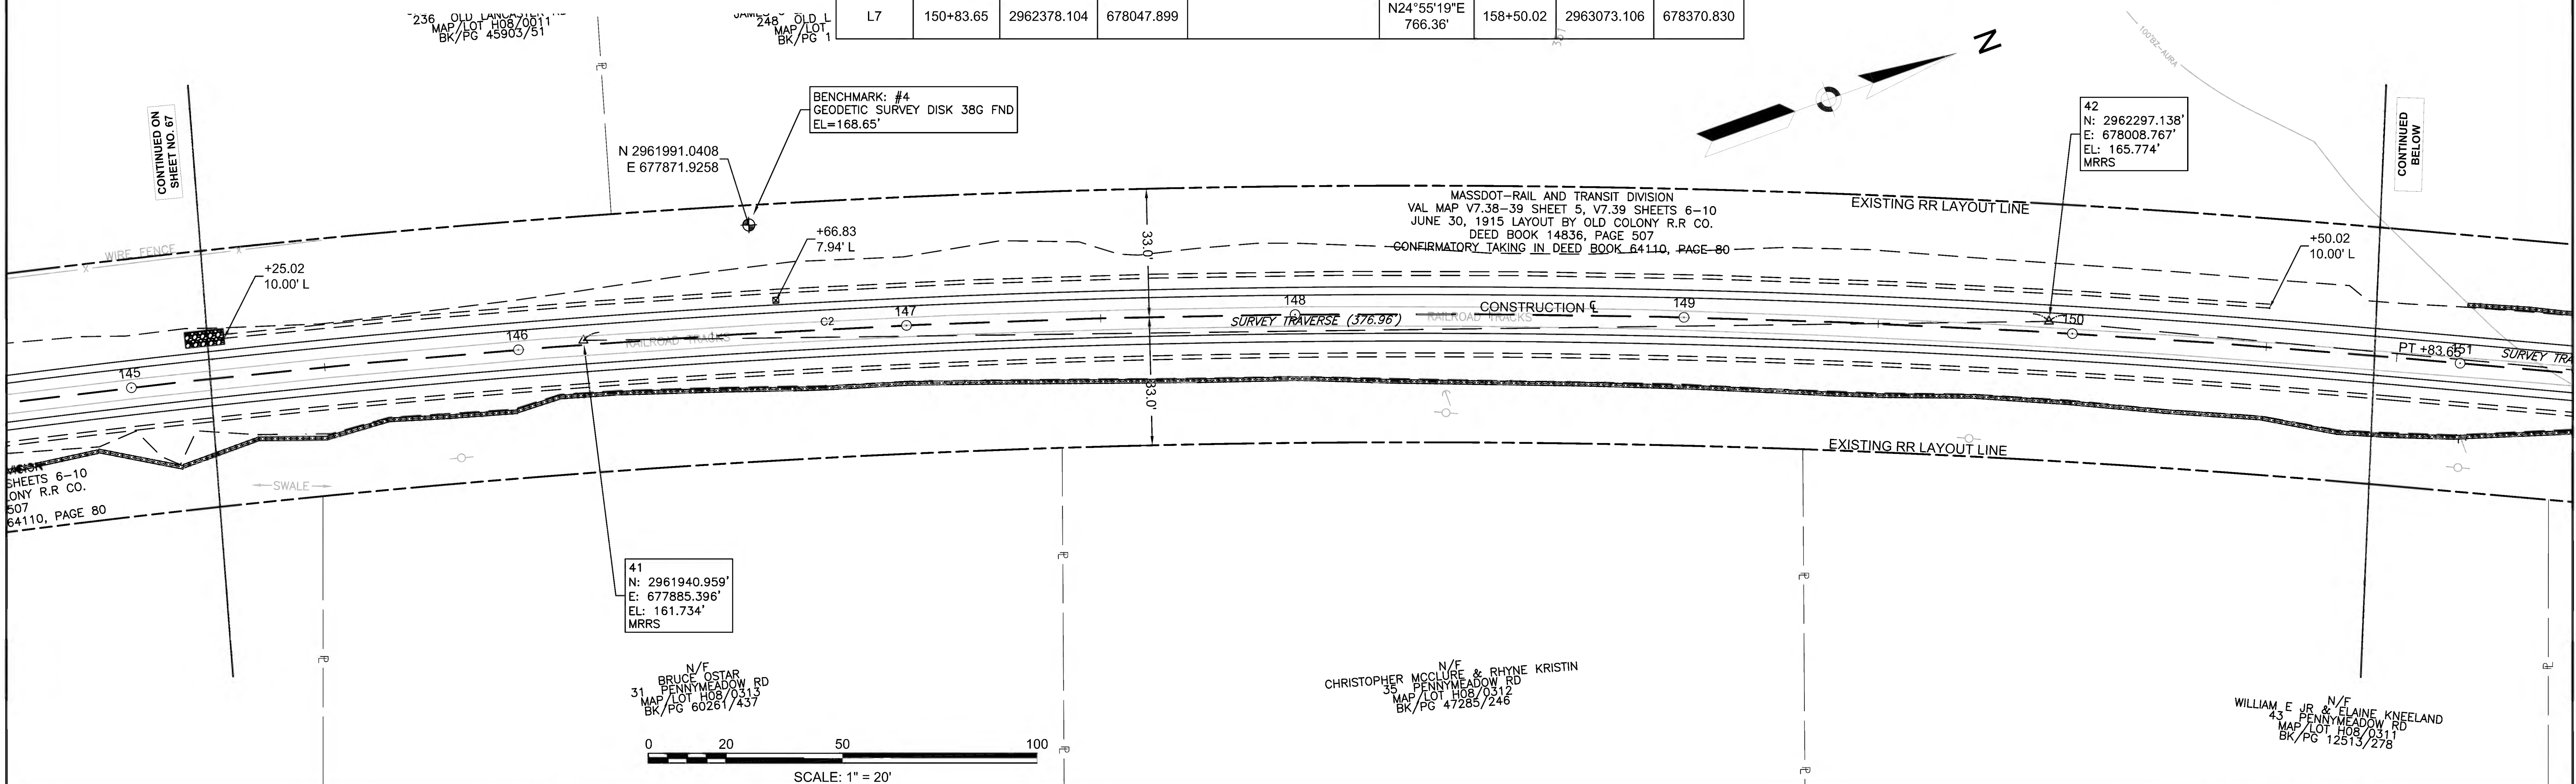 236 OLD LANCASTER RD
MAP/LOT H08/0011
BK/PG 45903/51
248 OLD L
MAP/LOT
BK/PG 1
L7 150+83.65 2962378.104 678047.899 N24°55'19"E 158+50.02 2963073.106 678370.830
766.36'
N
100'BZ-AURA
CONTINUED ON
SHEET NO. 67
BENCHMARK: #4
GEODETIC SURVEY DISK 38G FND
EL=168.65'
N 2961991.0408
E 677871.9258
42
N: 2962297.138'
E: 678008.767'
EL: 165.774'
MRRS
CONTINUED
BELOW
MASSDOT-RAIL AND TRANSIT DIVISION
VAL MAP V7.38-39 SHEET 5, V7.39 SHEETS 6-10
JUNE 30, 1915 LAYOUT BY OLD COLONY R.R CO.
DEED BOOK 14836, PAGE 507
CONFIRMATORY TAKING IN DEED BOOK 64110, PAGE 80
EXISTING RR LAYOUT LINE
WIRE FENCE
X
X
+25.02
10.00' L
+66.83
7.94' L
33.0'
+50.02
10.00' L
145
146
147
148
149
150
151
C2
CONSTRUCTION ℄
SURVEY TRAVERSE (376.96')
RAILROAD TRACKS
RAILROAD TRACKS
PT +83.65
SURVEY TRA
33.0'
EXISTING RR LAYOUT LINE
SHEETS 6-10
LONY R.R CO.
507
64110, PAGE 80
SWALE
41
N: 2961940.959'
E: 677885.396'
EL: 161.734'
MRRS
N/F
BRUCE OSTAR
31 PENNYMEADOW RD
MAP/LOT H08/0313
BK/PG 60261/437
N/F
CHRISTOPHER MCCLURE & RHYNE KRISTIN
35 PENNYMEADOW RD
MAP/LOT H08/0312
BK/PG 47285/246
N/F
WILLIAM E JR & ELAINE KNEELAND
43 PENNYMEADOW RD
MAP/LOT H08/0311
BK/PG 12513/278
0 20 50 100
SCALE: 1" = 20'